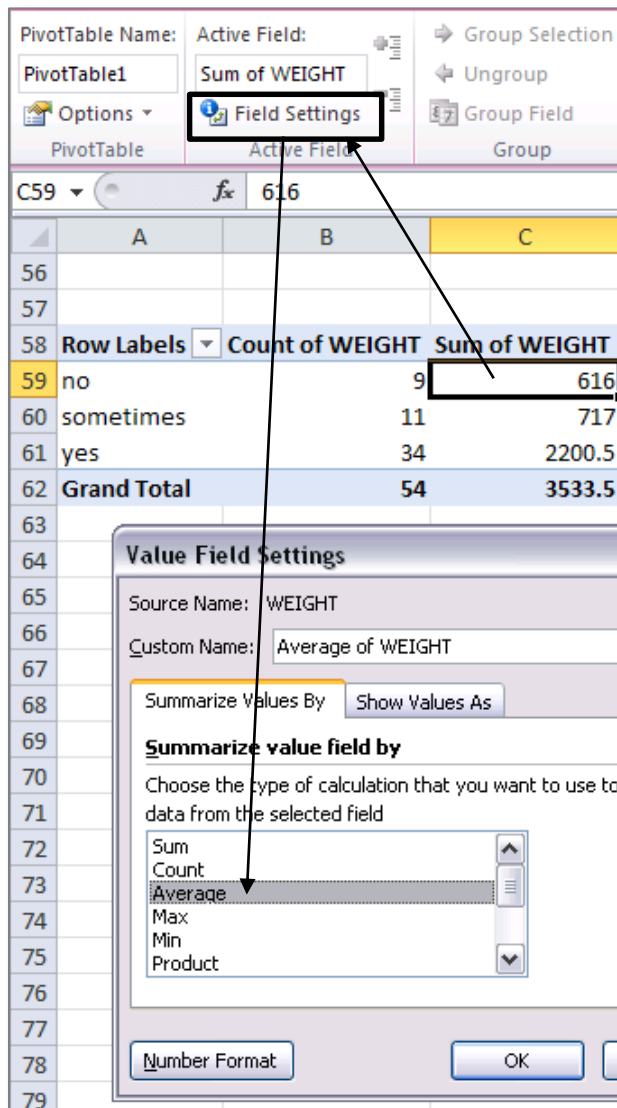 PivotTable Name: Active Field:
PivotTable1 Sum of WEIGHT
Options Field Settings
PivotTable Active Field
Group Selection
Ungroup
Group Field
Group
C59 fx 616
A B C
56
57
58 Row Labels Count of WEIGHT Sum of WEIGHT
59 no 9 616
60 sometimes 11 717
61 yes 34 2200.5
62 Grand Total 54 3533.5
63
64
65
66
67
68
69
70
71
72
73
74
75
76
77
78
79
Value Field Settings
Source Name: WEIGHT
Custom Name: Average of WEIGHT
Summarize Values By Show Values As
Summarize value field by
Choose the type of calculation that you want to use to
data from the selected field
Sum
Count
Average
Max
Min
Product
Number Format OK